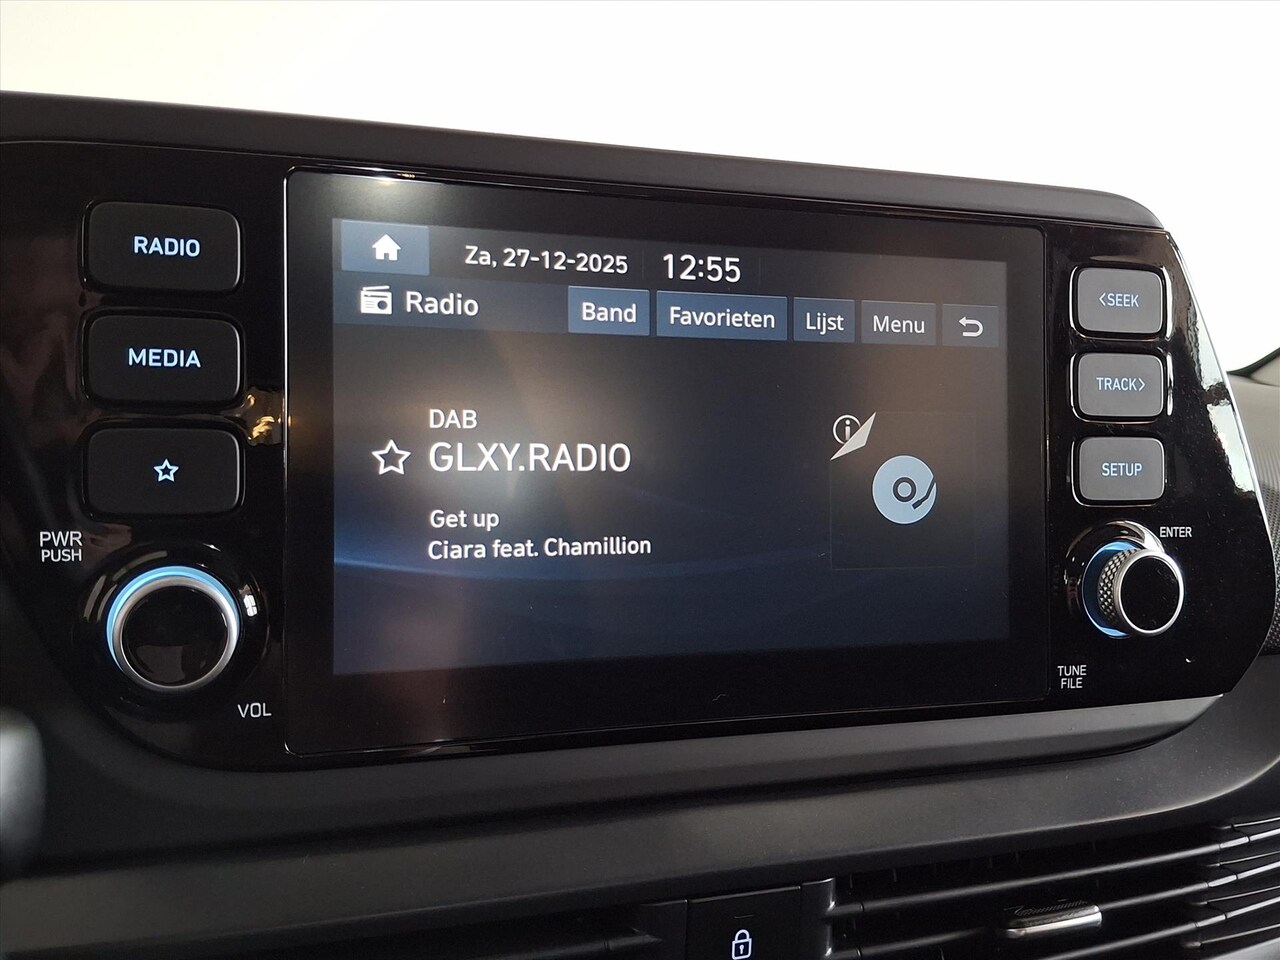 RADIO
MEDIA
PWR
PUSH
VOL
Za, 27-12-2025 12:55
Radio Band Favorieten Lijst Menu
DAB
GLXY.RADIO
Get up
Ciara feat. Chamillion
<SEEK
TRACK>
SETUP
ENTER
TUNE
FILE